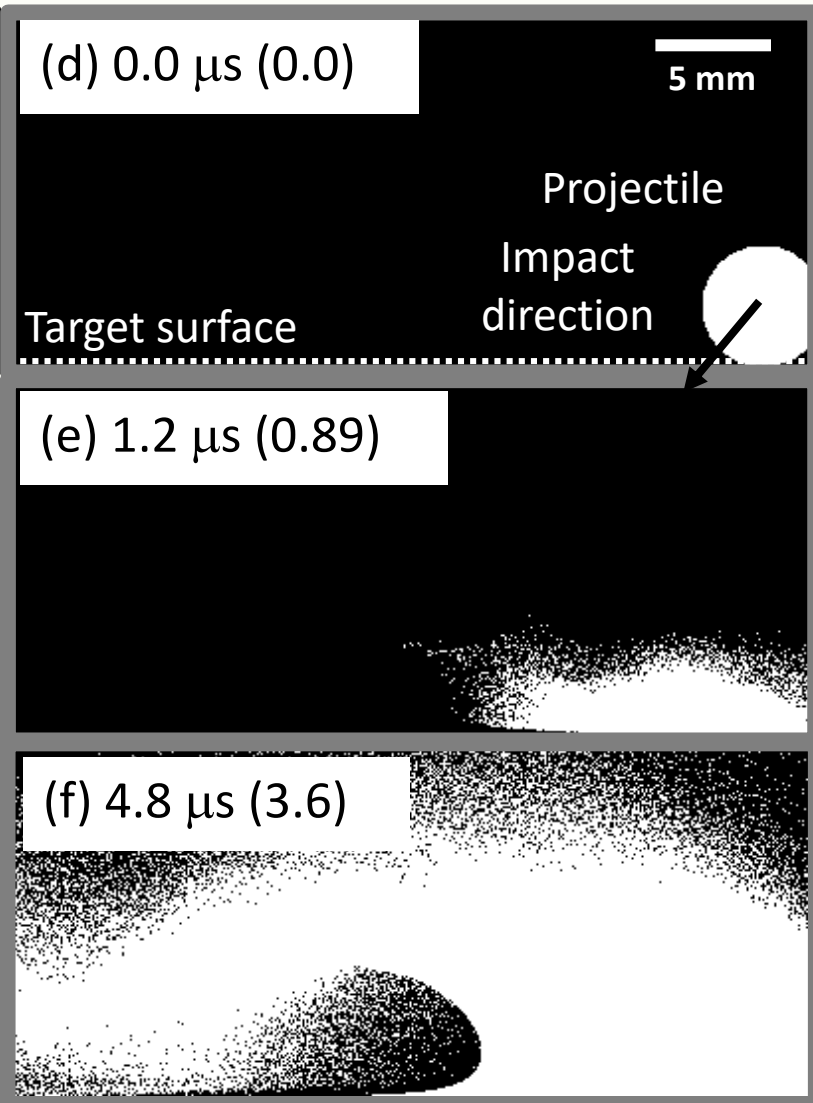 (d) 0.0 μs (0.0)
5 mm
Projectile
Impact
direction
Target surface
(e) 1.2 μs (0.89)
(f) 4.8 μs (3.6)